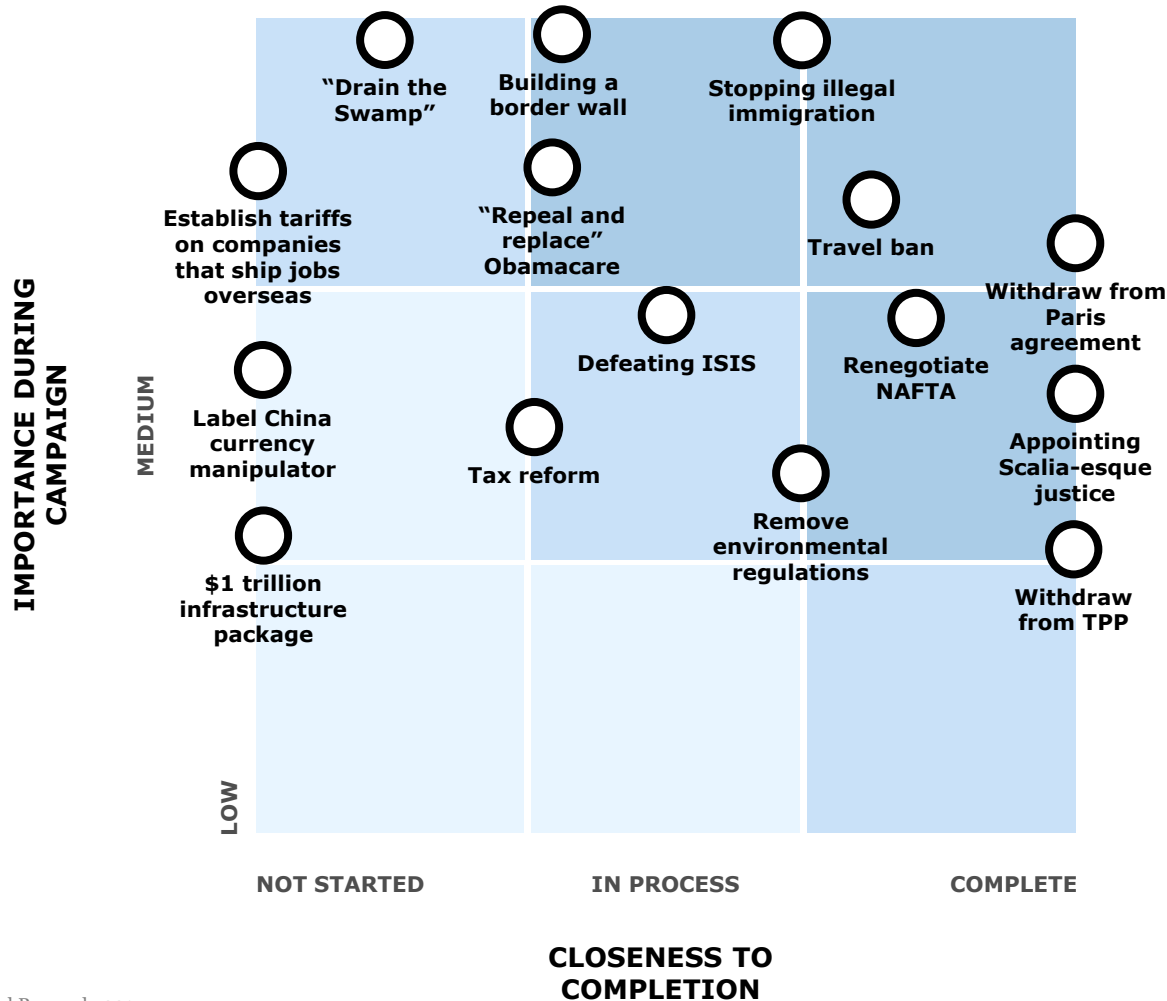 “Drain the
Swamp”
Building a
border wall
Stopping illegal
immigration
Establish tariffs
on companies
that ship jobs
overseas
“Repeal and
replace”
Obamacare
Travel ban
Withdraw from
Paris
agreement
Defeating ISIS
Renegotiate
NAFTA
Label China
currency
manipulator
Tax reform
Appointing
Scalia-esque
justice
Remove
environmental
regulations
$1 trillion
infrastructure
package
Withdraw
from TPP
IMPORTANCE DURING
CAMPAIGN
MEDIUM
LOW
NOT STARTED
IN PROCESS
COMPLETE
CLOSENESS TO
COMPLETION